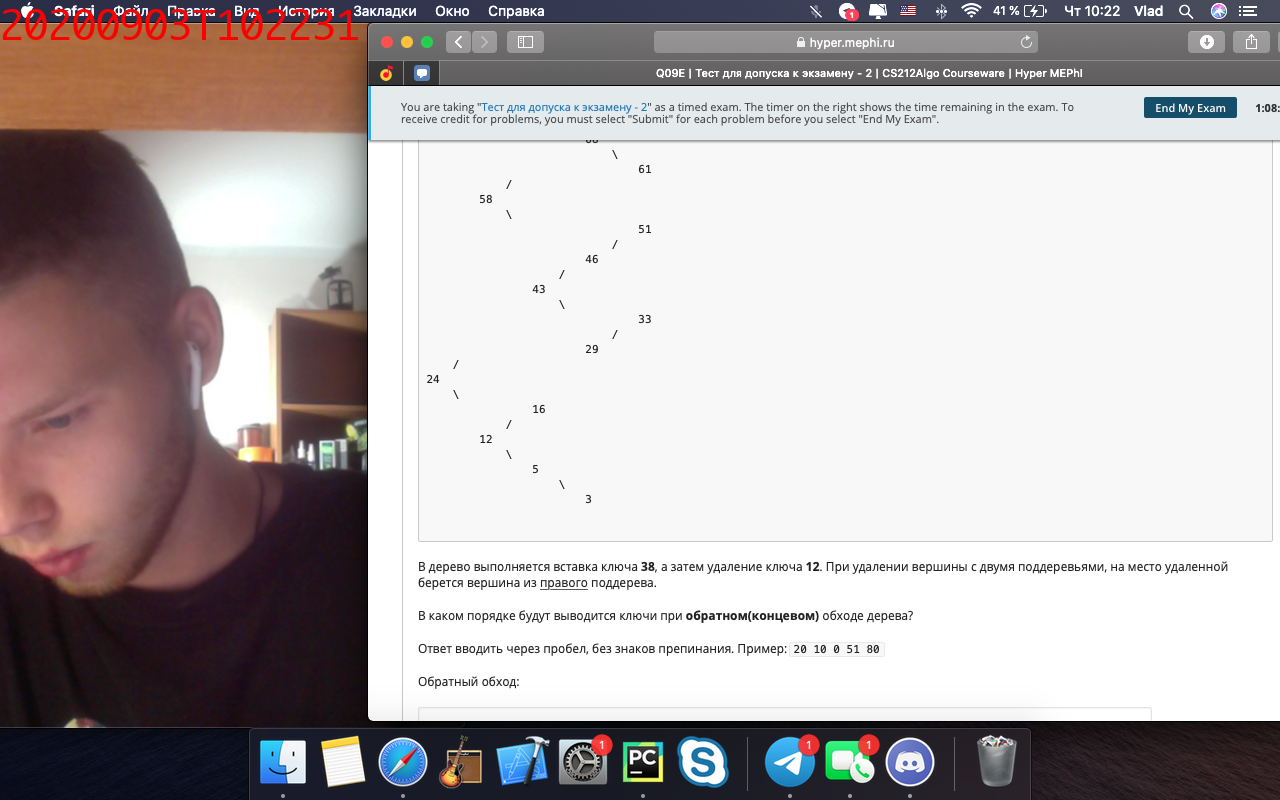 20200903T102231
Safari Файл Правка Вид История Закладки Окно Справка
1 41 % Чт 10:22 Vlad
hyper.mephi.ru
Q09E | Тест для допуска к экзамену - 2 | CS212Algo Courseware | Hyper MEPhI
You are taking "Тест для допуска к экзамену - 2" as a timed exam. The timer on the right shows the time remaining in the exam. To
receive credit for problems, you must select "Submit" for each problem before you select "End My Exam".
End My Exam 1:08:
\
61
/
58
\
51
/
46
/
43
\
33
/
29
/
24
\
16
/
12
\
5
\
3
В дерево выполняется вставка ключа 38, а затем удаление ключа 12. При удалении вершины с двумя поддеревьями, на место удаленной
берется вершина из правого поддерева.
В каком порядке будут выводится ключи при обратном(концевом) обходе дерева?
Ответ вводить через пробел, без знаков препинания. Пример: 20 10 0 51 80
Обратный обход:
1 PC 1 1